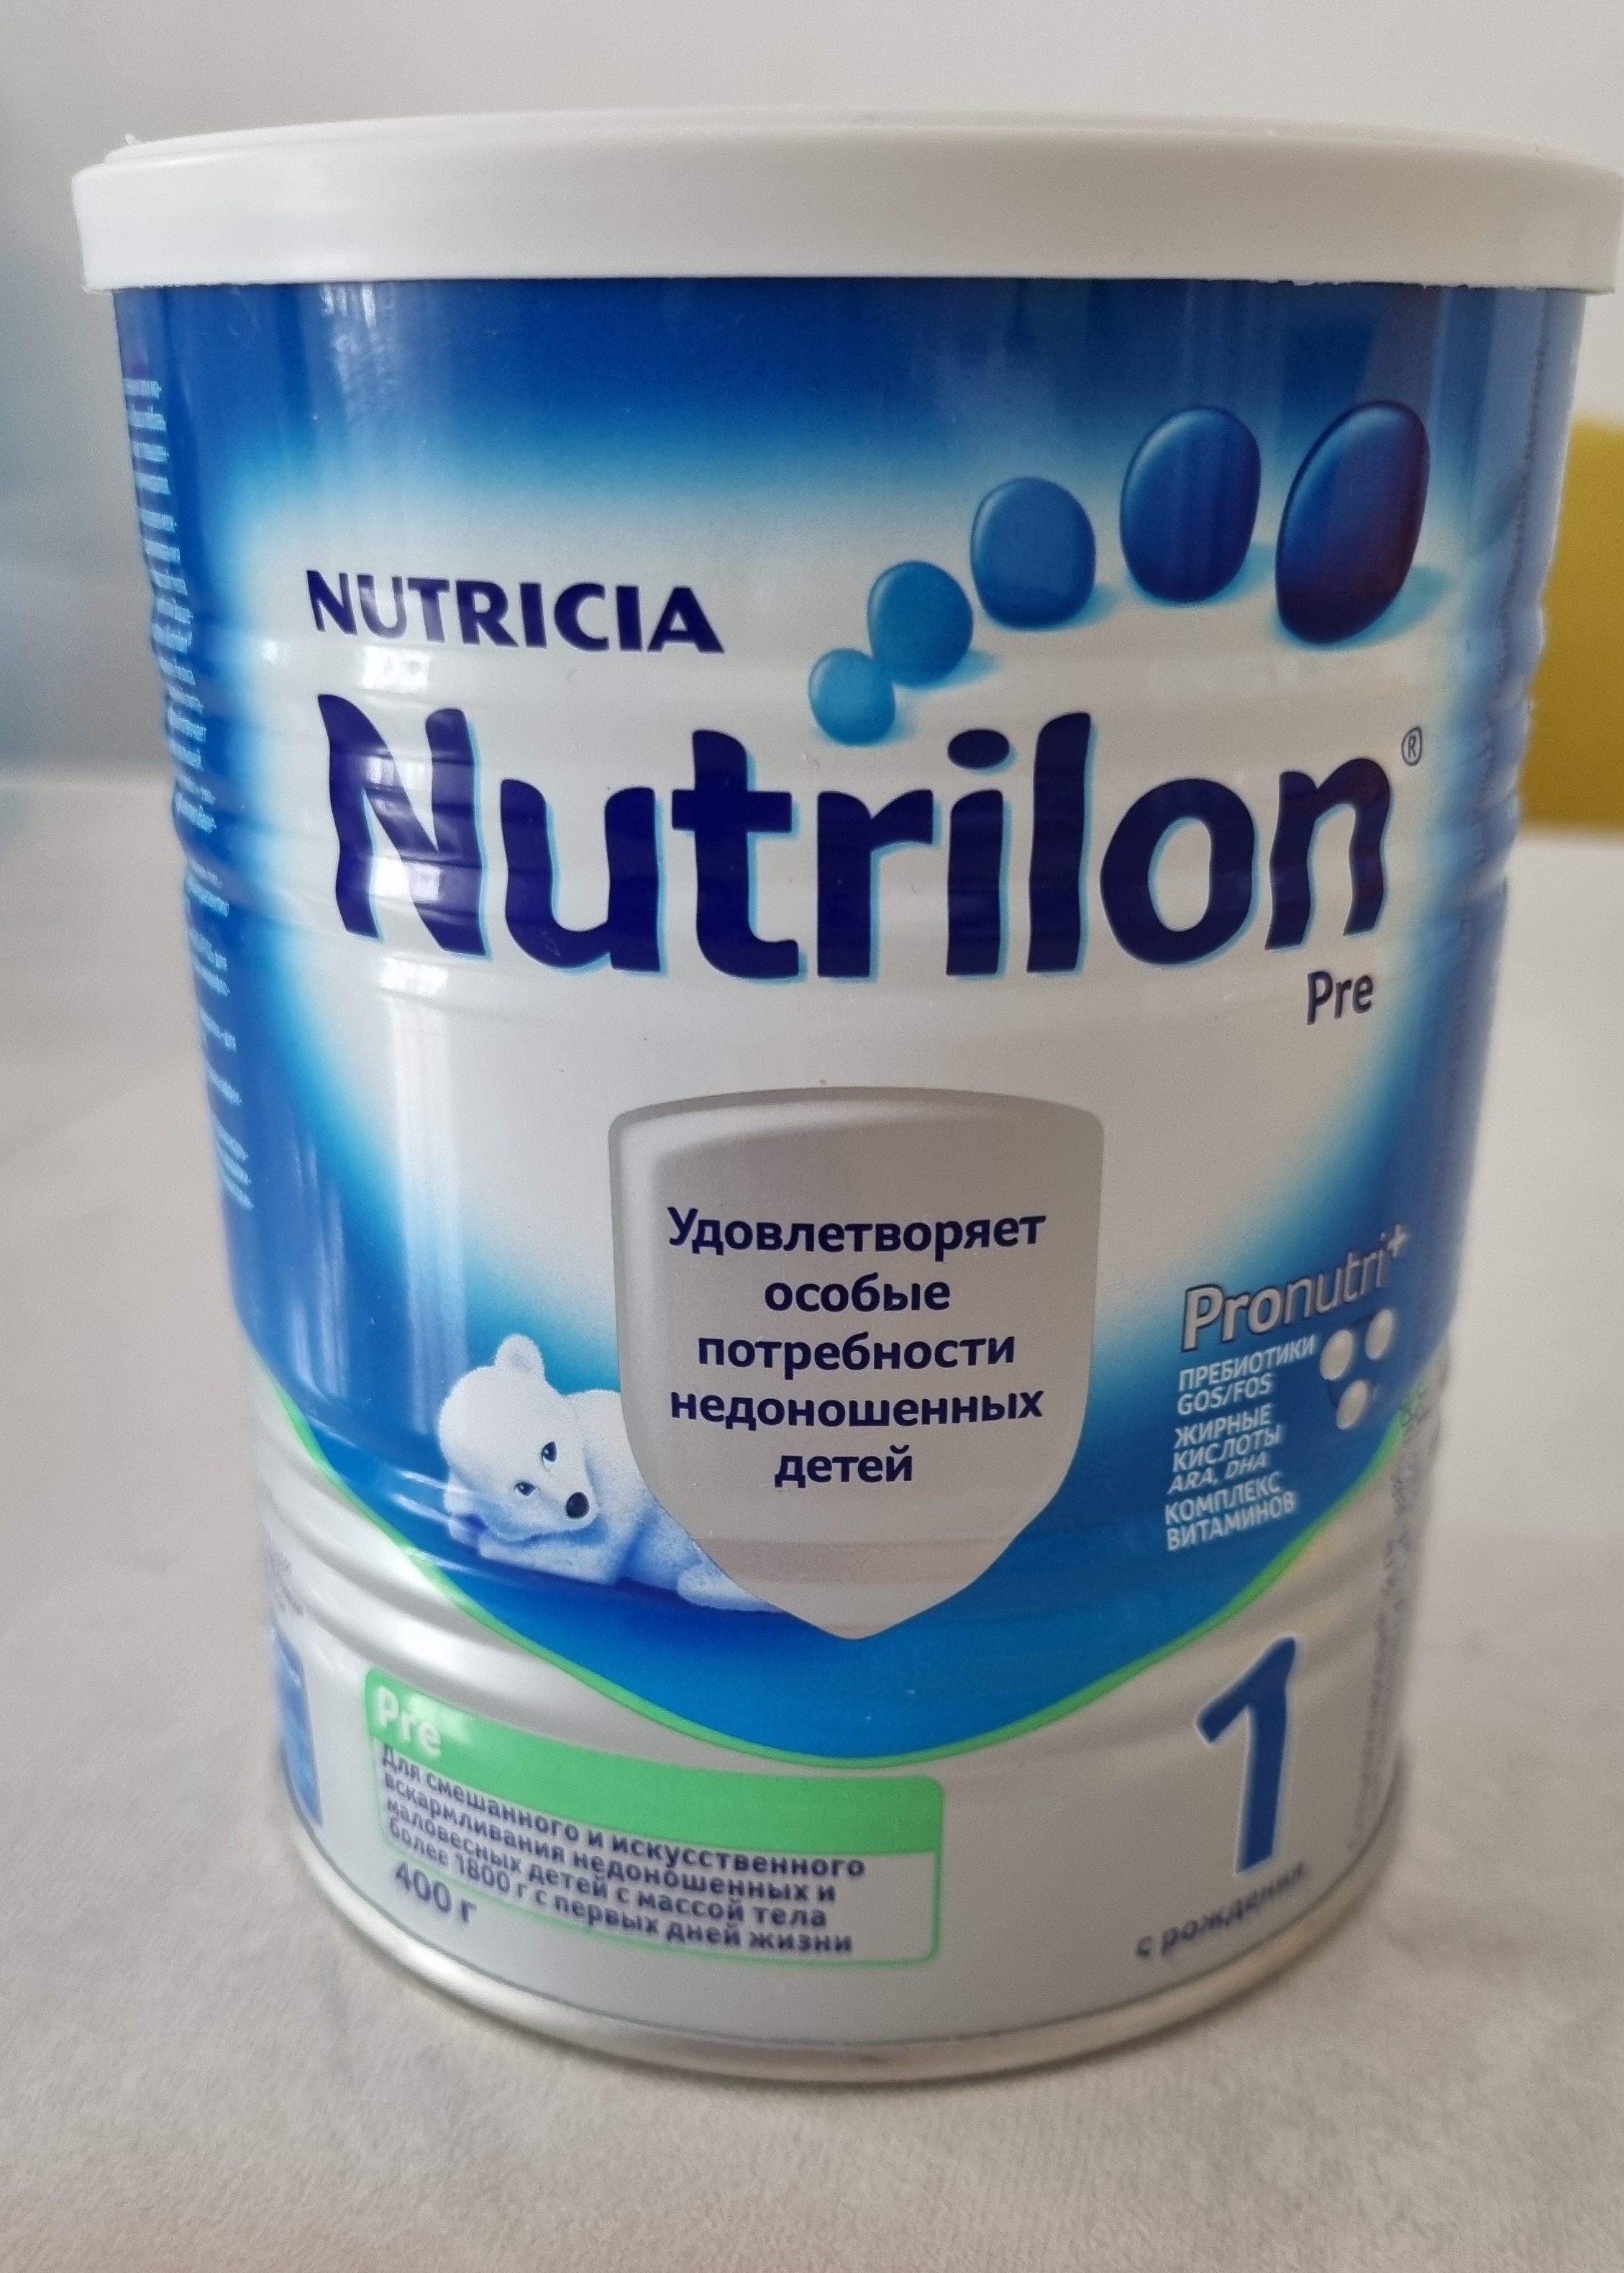 NUTRICIA
Nutrilon®
Pre
Удовлетворяет
особые
потребности
недоношенных
детей
Pronutri+
ПРЕБИОТИКИ
GOS/FOS
ЖИРНЫЕ
КИСЛОТЫ
ARA, DHA
КОМПЛЕКС
ВИТАМИНОВ
Pre
Для смешанного и искусственного
вскармливания недоношенных и
маловесных детей с массой тела
более 1800 г с первых дней жизни
400 г
1
с рождения